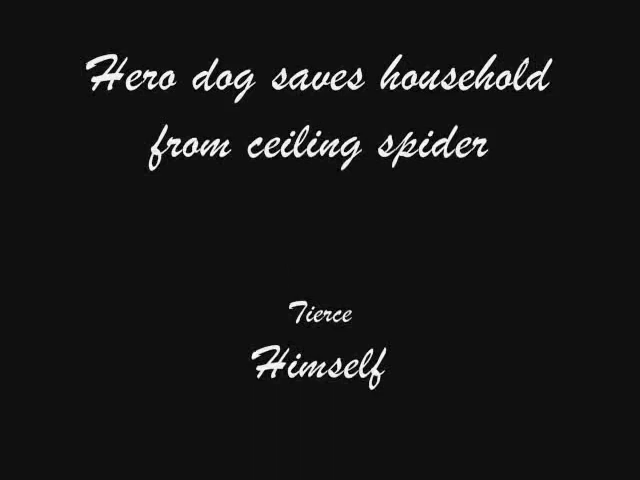 Hero dog saves household
from ceiling spider
Tierce
Himself